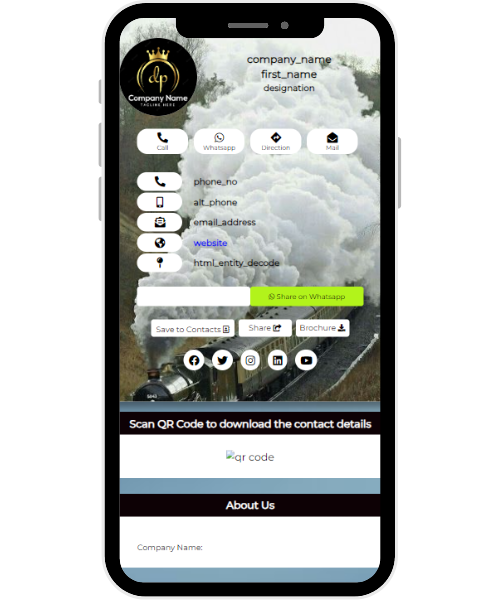 dp
Company Name
TAGLINE HERE
company_name
first_name
designation
Call
Whatsapp
Direction
Mail
phone_no
alt_phone
email_address
website
html_entity_decode
Share on Whatsapp
Save to Contacts
Share
Brochure
Scan QR Code to download the contact details
qr code
About Us
Company Name: